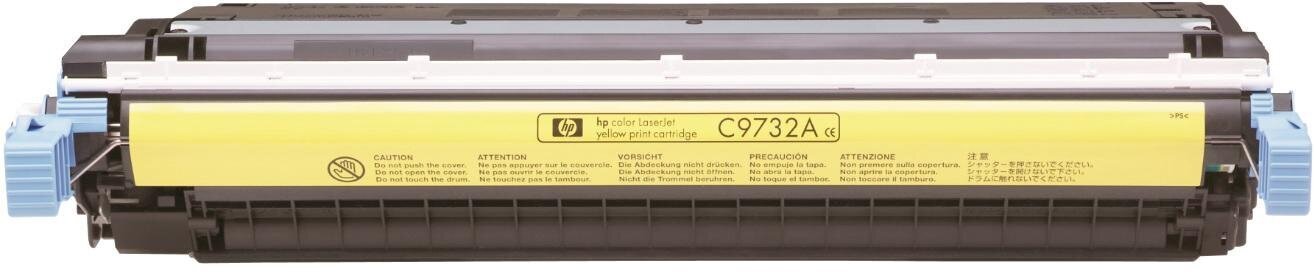 hp
hp color LaserJet
yellow print cartridge
C9732A CE
>PS<
CAUTION
Do not push the cover.
Do not open the cover.
Do not touch the drum.
ATTENTION
Ne pas appuyer sur le couvercle.
Ne pas ouvrir le couvercle.
Ne touchez pas le tambour.
VORSICHT
Die Abdeckung nicht drücken.
Die Abdeckung nicht öffnen.
Nicht die Trommel berühren.
PRECAUCIÓN
No empuje la tapa.
No abra la tapa.
No toque el tambor.
ATTENZIONE
Non premere sulla copertura.
Non aprire la copertura.
Non toccare il tamburo.
注意
シャッターを押さないでください。
シャッターを開けないで下さい。
ドラムに触れないでください。